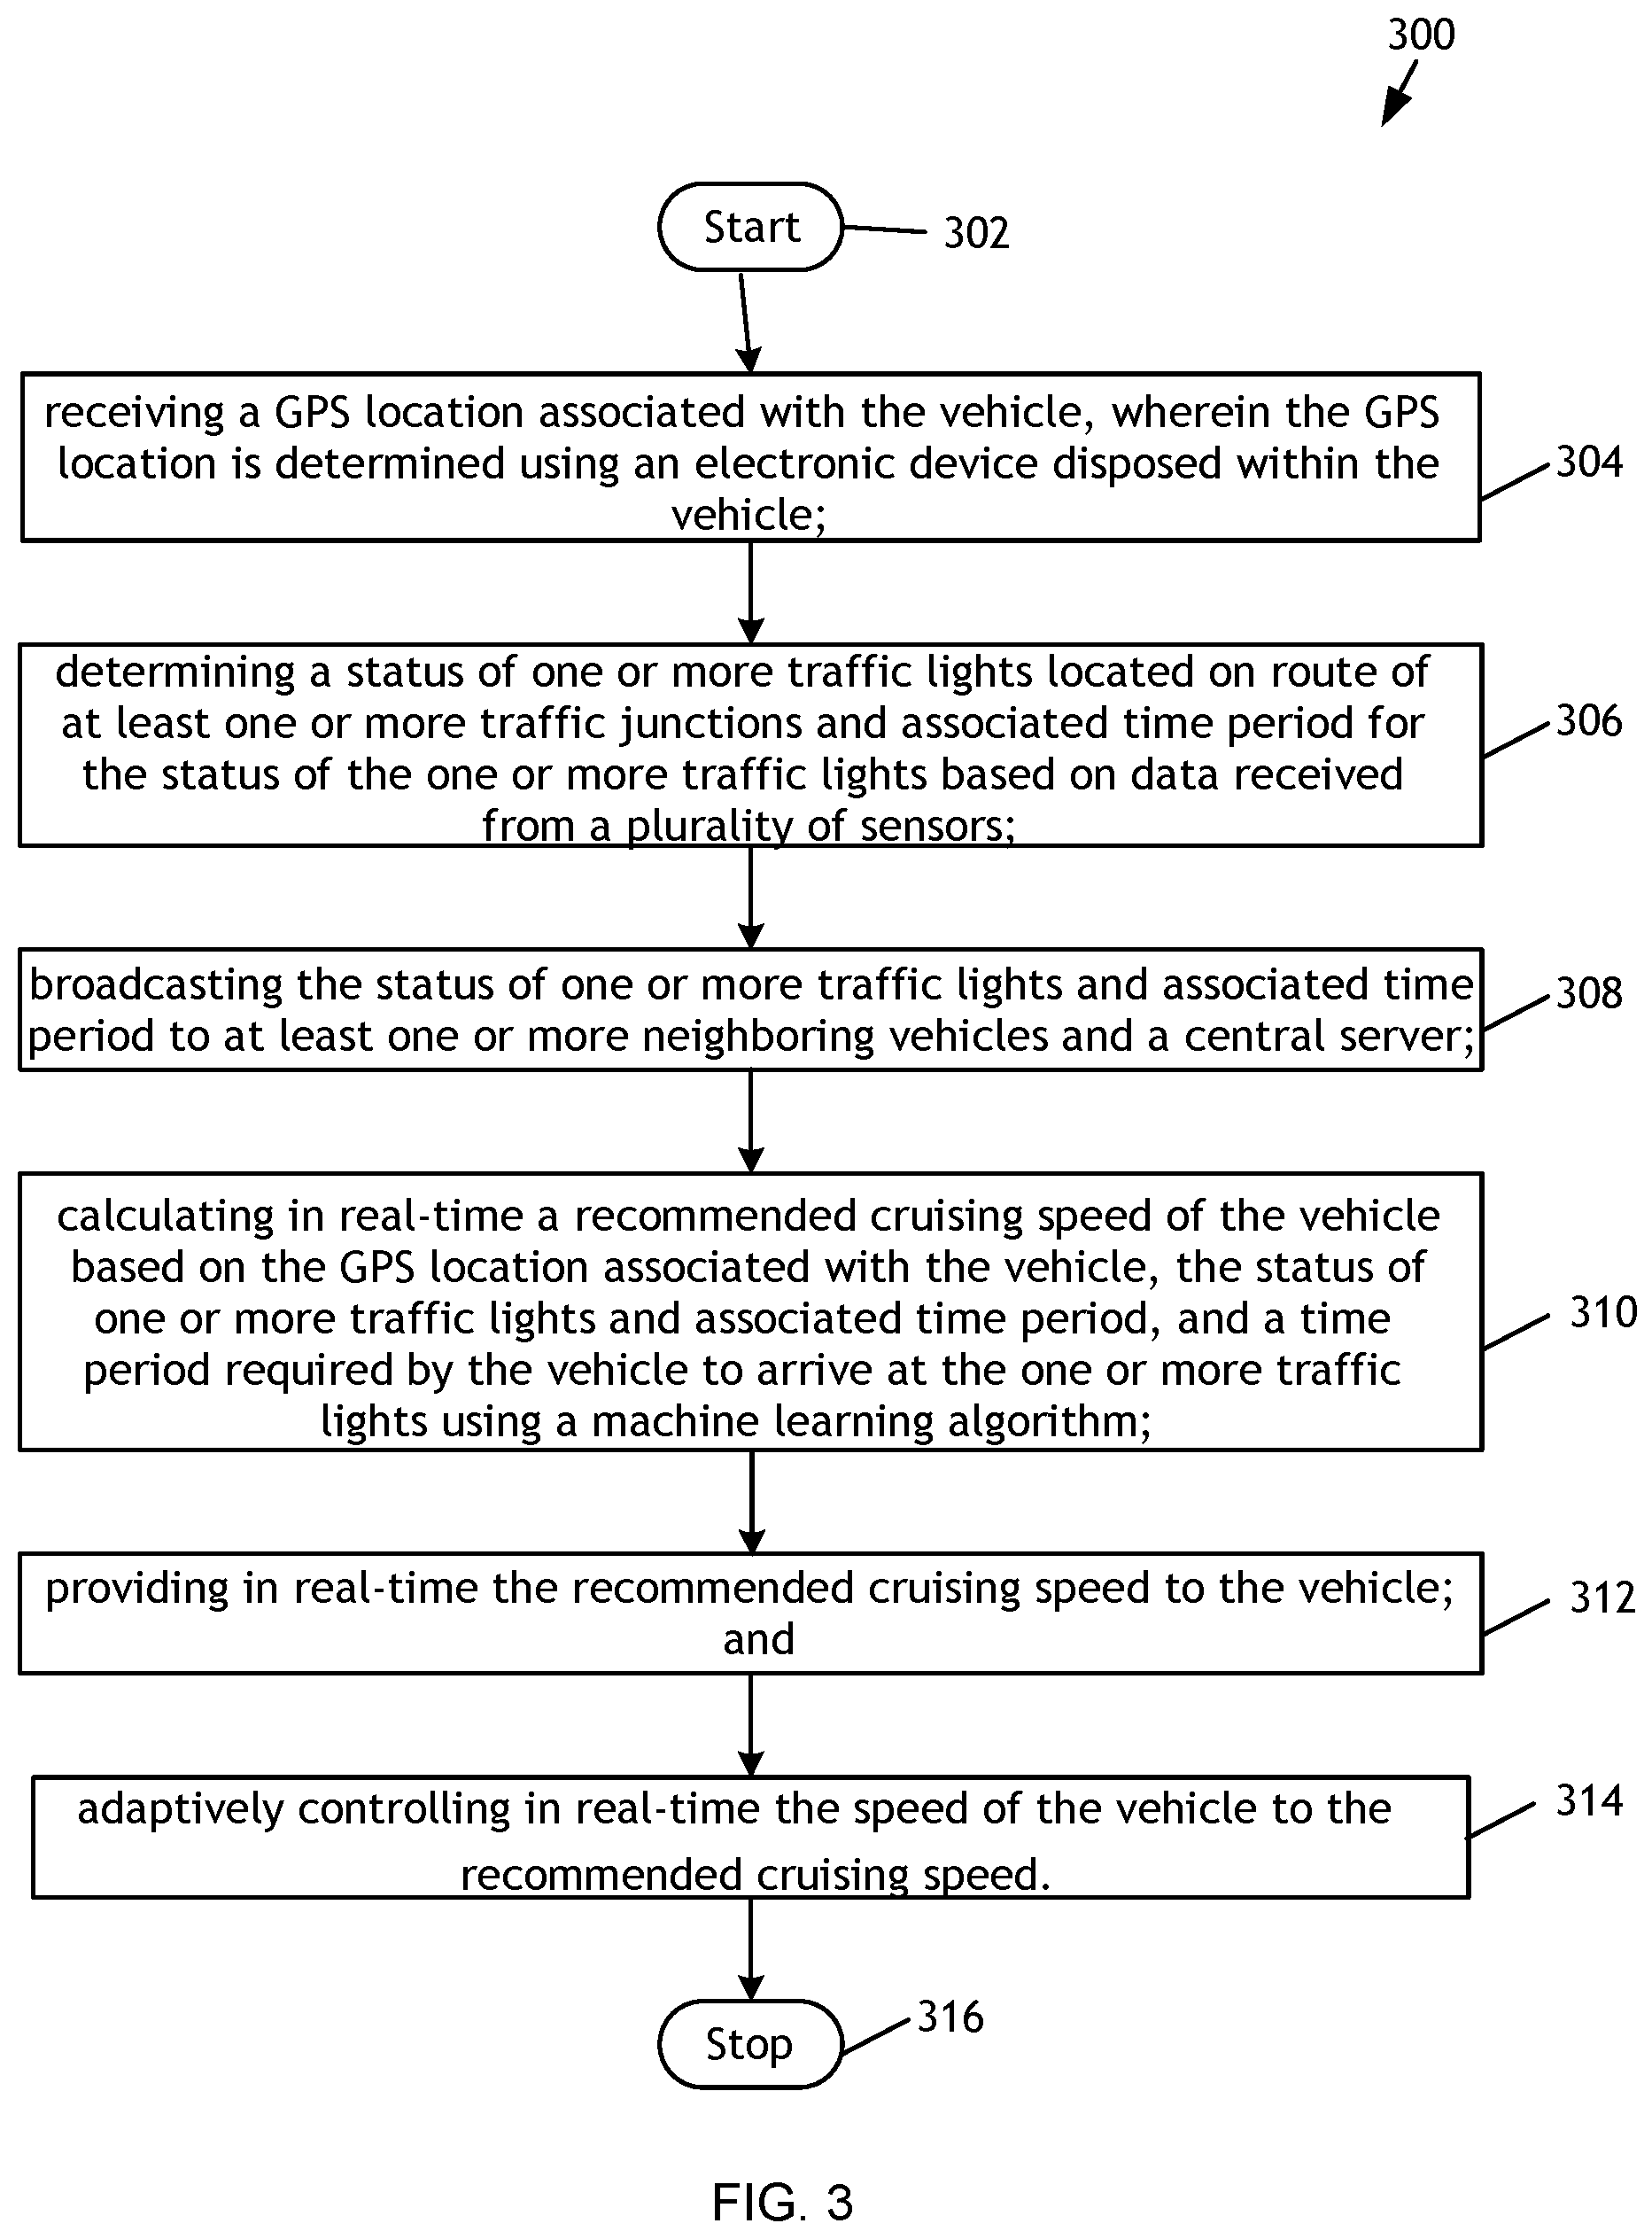 300
Start
302
receiving a GPS location associated with the vehicle, wherein the GPS
location is determined using an electronic device disposed within the
vehicle;
304
determining a status of one or more traffic lights located on route of
at least one or more traffic junctions and associated time period for
the status of the one or more traffic lights based on data received
from a plurality of sensors;
306
broadcasting the status of one or more traffic lights and associated time
period to at least one or more neighboring vehicles and a central server;
308
calculating in real-time a recommended cruising speed of the vehicle
based on the GPS location associated with the vehicle, the status of
one or more traffic lights and associated time period, and a time
period required by the vehicle to arrive at the one or more traffic
lights using a machine learning algorithm;
310
providing in real-time the recommended cruising speed to the vehicle;
and
312
adaptively controlling in real-time the speed of the vehicle to the
recommended cruising speed.
314
Stop
316
FIG. 3